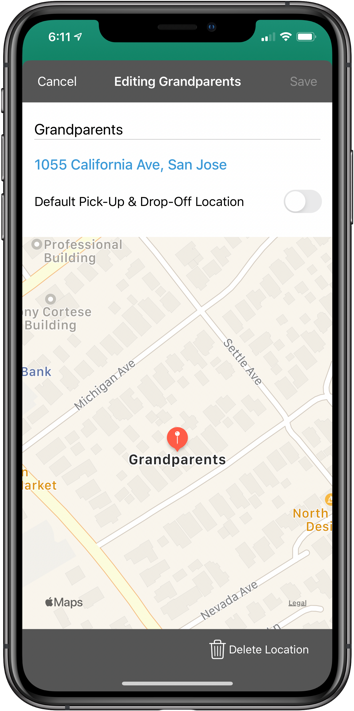 6:11
Cancel
Editing Grandparents
Save
Grandparents
1055 California Ave, San Jose
Default Pick-Up & Drop-Off Location
Professional
Building
ny Cortese
Building
Bank
Michigan Ave
Settle Ave
Grandparents
n
arket
North
Desi
Nevada Ave
Maps
Legal
Delete Location